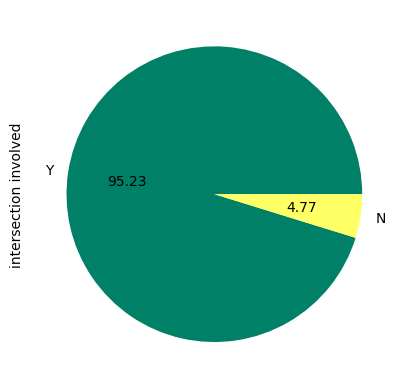 intersection involved
Y
95.23
4.77
N